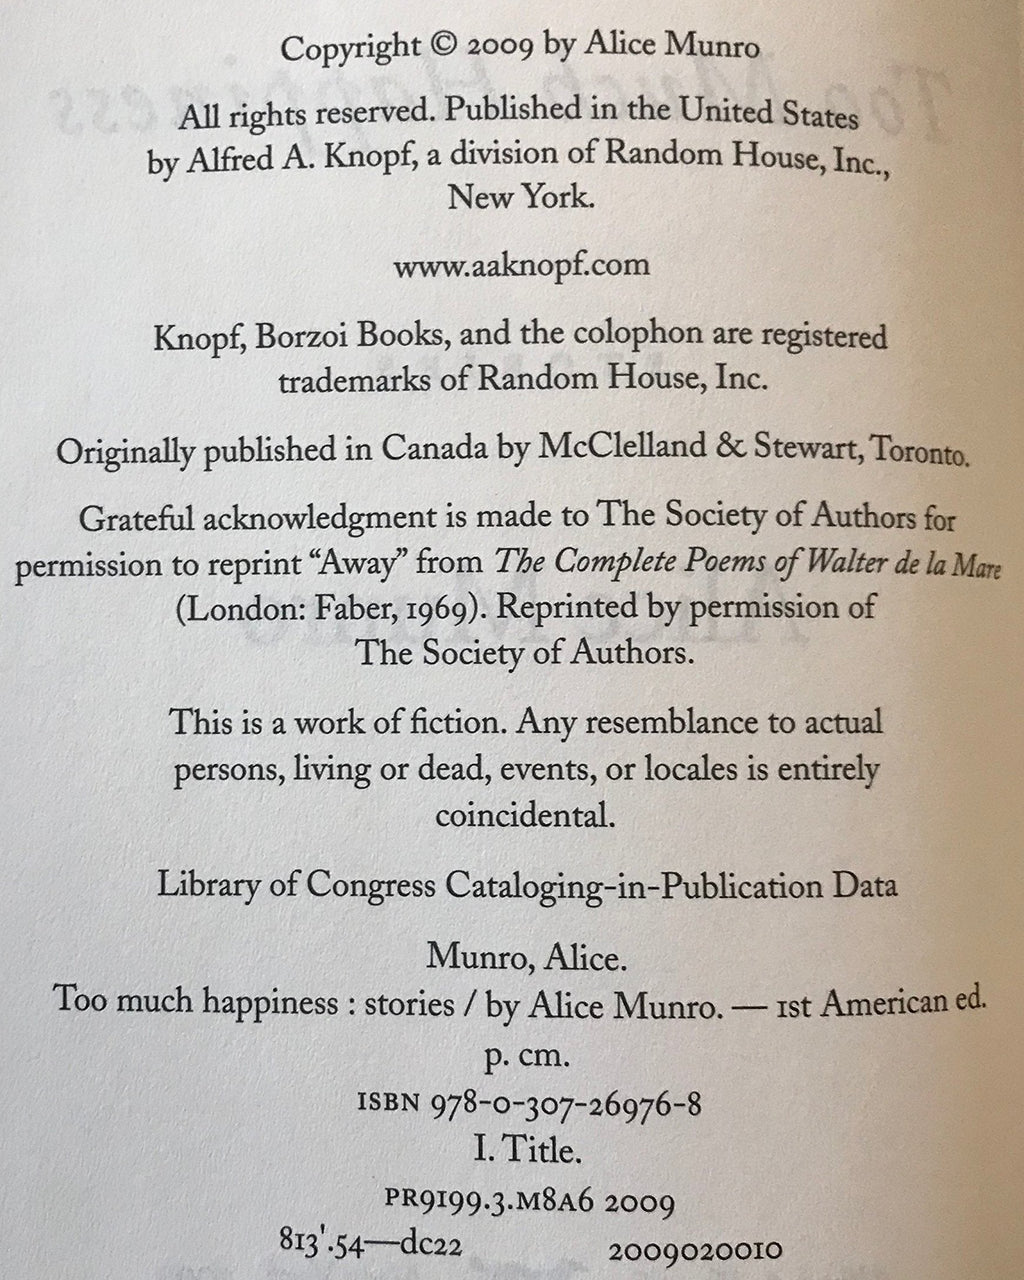 Copyright © 2009 by Alice Munro
All rights reserved. Published in the United States
by Alfred A. Knopf, a division of Random House, Inc.,
New York.
www.aaknopf.com
Knopf, Borzoi Books, and the colophon are registered
trademarks of Random House, Inc.
Originally published in Canada by McClelland & Stewart, Toronto.
Grateful acknowledgment is made to The Society of Authors for
permission to reprint “Away” from The Complete Poems of Walter de la Mare
(London: Faber, 1969). Reprinted by permission of
The Society of Authors.
This is a work of fiction. Any resemblance to actual
persons, living or dead, events, or locales is entirely
coincidental.
Library of Congress Cataloging-in-Publication Data
Munro, Alice.
Too much happiness : stories / by Alice Munro. — 1st American ed.
p. cm.
ISBN 978-0-307-26976-8
I. Title.
PR9199.3.M8A6 2009
813'.54—dc22 2009020010